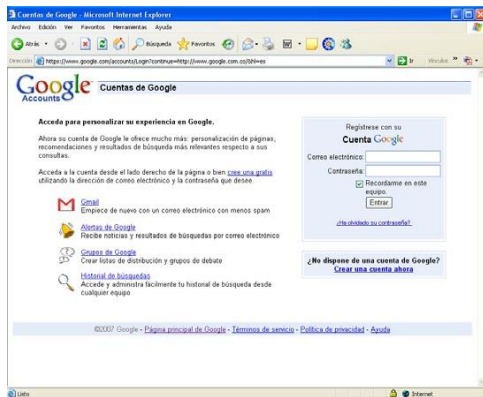 Cuentas de Google - Microsoft Internet Explorer
Archivo Edición Ver Favoritos Herramientas Ayuda
Atrás Búsqueda Favoritos
Dirección https://www.google.com/accounts/Login?continue=http://www.google.com.co/&hl=es Ir Vínculos
Google Accounts
Cuentas de Google
Acceda para personalizar su experiencia en Google.
Ahora su cuenta de Google le ofrece mucho más: personalización de páginas,
recomendaciones y resultados de búsqueda más relevantes respecto a sus
consultas.
Acceda a la cuenta desde el lado derecho de la página o bien cree una gratis
utilizando la dirección de correo electrónico y la contraseña que desee.
Gmail
Empiece de nuevo con un correo electrónico con menos spam
Alertas de Google
Recibe noticias y resultados de búsquedas por correo electrónico
Grupos de Google
Crear listas de distribución y grupos de debate
Historial de búsquedas
Accede y administra fácilmente tu historial de búsqueda desde
cualquier equipo
Regístrese con su
Cuenta Google
Correo electrónico:
Contraseña:
Recordarme en este
equipo.
Entrar
¿Ha olvidado su contraseña?
¿No dispone de una cuenta de Google?
Crear una cuenta ahora
©2007 Google - Página principal de Google - Términos de servicio - Política de privacidad - Ayuda
Listo Internet